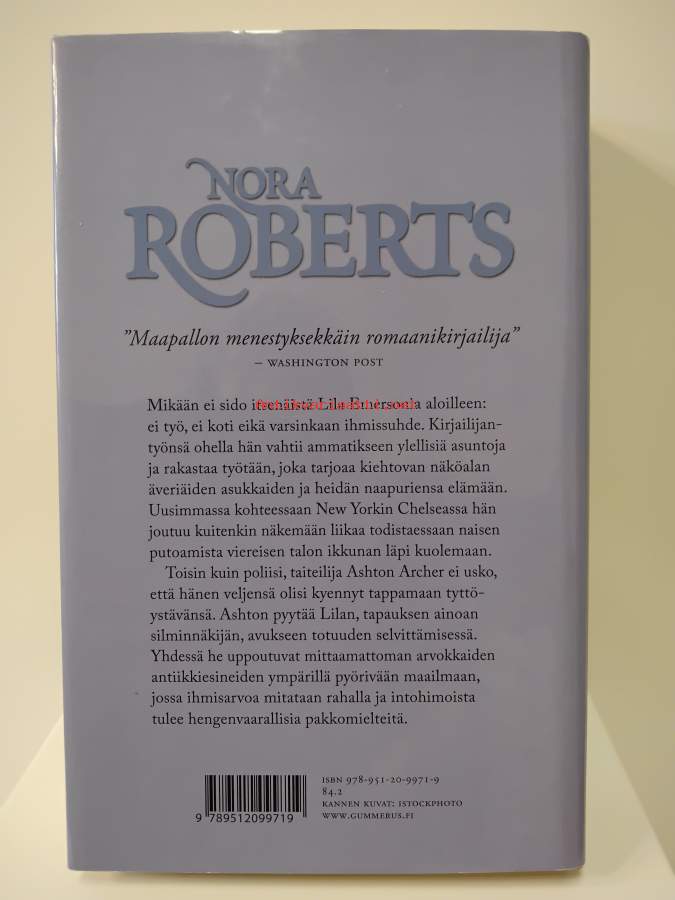 NORA
ROBERTS
”Maapallon menestyksekkäin romaanikirjailija”
– WASHINGTON POST
Mikään ei sido itsenäistä Lila Emersonia aloilleen:
ei työ, ei koti eikä varsinkaan ihmissuhde. Kirjailijan-
työnsä ohella hän vahtii ammatikseen ylellisiä asuntoja
ja rakastaa työtään, joka tarjoaa kiehtovan näköalan
äveriäiden asukkaiden ja heidän naapuriensa elämään.
Uusimmassa kohteessaan New Yorkin Chelseassa hän
joutuu kuitenkin näkemään liikaa todistaessaan naisen
putoamista viereisen talon ikkunan läpi kuolemaan.
Toisin kuin poliisi, taiteilija Ashton Archer ei usko,
että hänen veljensä olisi kyennyt tappamaan tyttö-
ystävänsä. Ashton pyytää Lilan, tapauksen ainoan
silminnäkijän, avukseen totuuden selvittämisessä.
Yhdessä he uppoutuvat mittaamattoman arvokkaiden
antiikkiesineiden ympärillä pyörivään maailmaan,
jossa ihmisarvoa mitataan rahalla ja intohimoista
tulee hengenvaarallisia pakkomielteitä.
ISBN 978-951-20-9971-9
84.2
KANNEN KUVAT: ISTOCKPHOTO
WWW.GUMMERUS.FI
9 789512099719